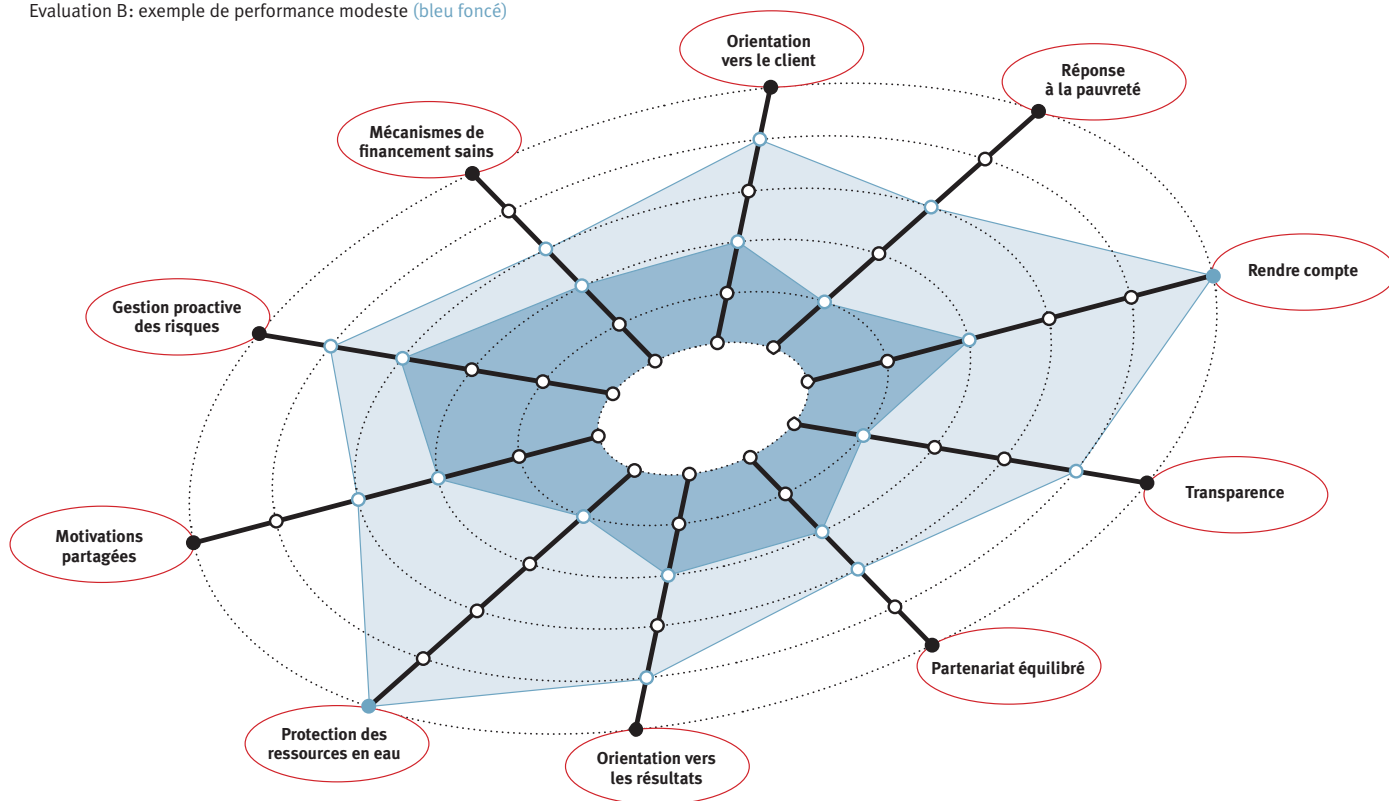 Evaluation B: exemple de performance modeste (bleu foncé)
Orientation
vers le client
Réponse
à la pauvreté
Mécanismes de
financement sains
Rendre compte
Gestion proactive
des risques
Transparence
Motivations
partagées
Partenariat équilibré
Protection des
ressources en eau
Orientation vers
les résultats